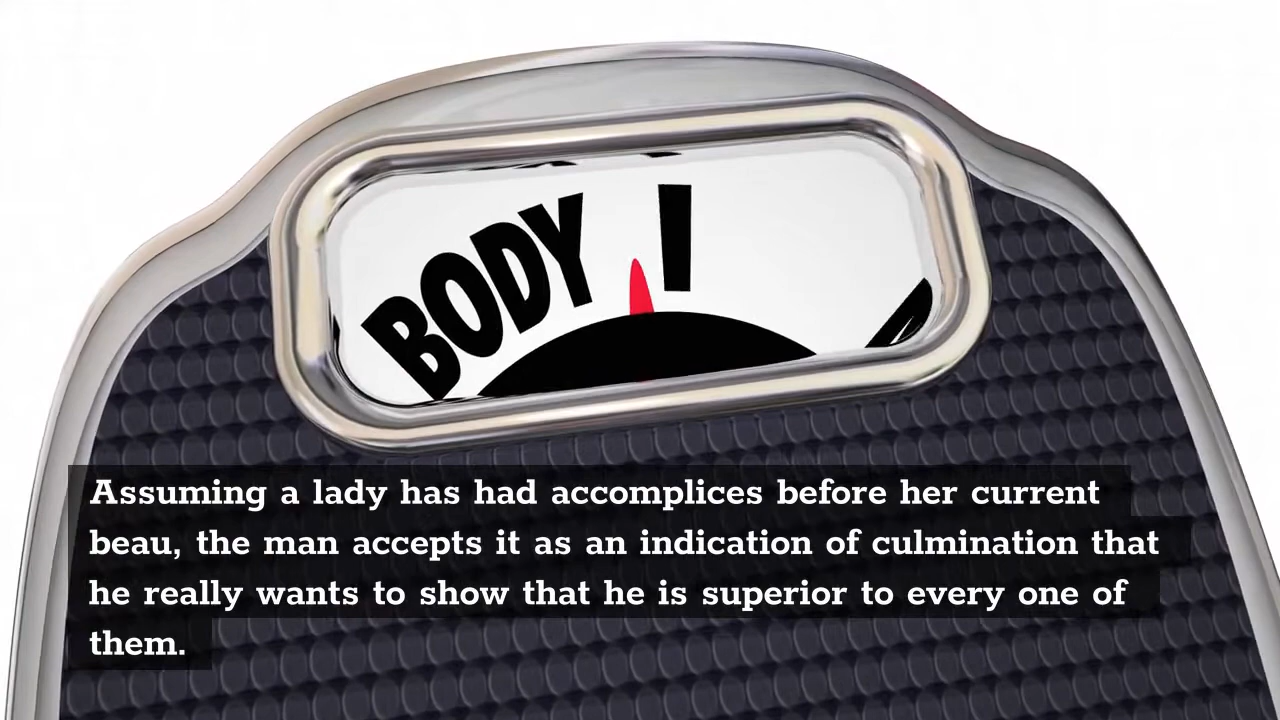 BODY I
Assuming a lady has had accomplices before her current
beau, the man accepts it as an indication of culmination that
he really wants to show that he is superior to every one of
them.